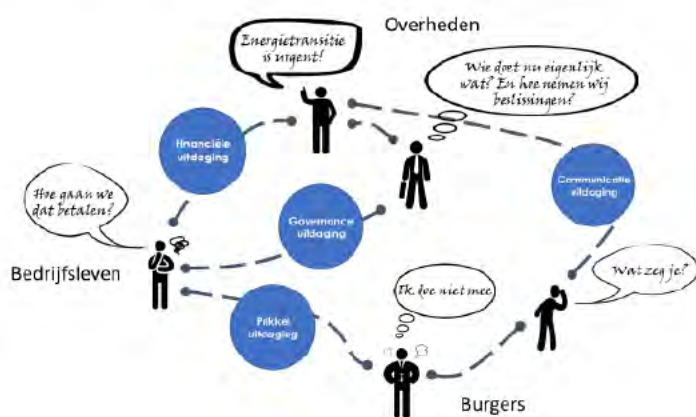 Overheden
Energietransitie
is urgent!
Wie doet nu eigenlijk
wat? En hoe nemen wij
beslissingen?
Financiële
uitdaging
Communicatie
uitdaging
Hoe gaan we
dat betalen?
Governance
uitdaging
Bedrijfsleven
Ik doe niet mee
Wat zeg je?
Prikkel
uitdaging
Burgers